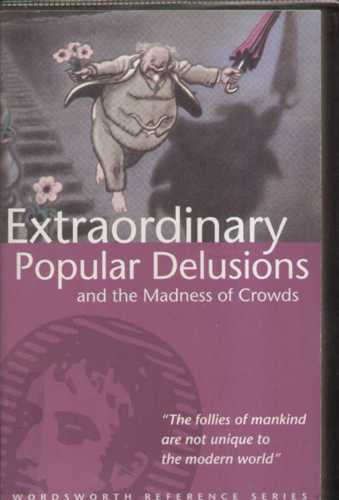 Extraordinary
Popular Delusions
and the Madness of Crowds
"The follies of mankind
are not unique to
the modern world"
WORDSWORTH REFERENCE SERIES